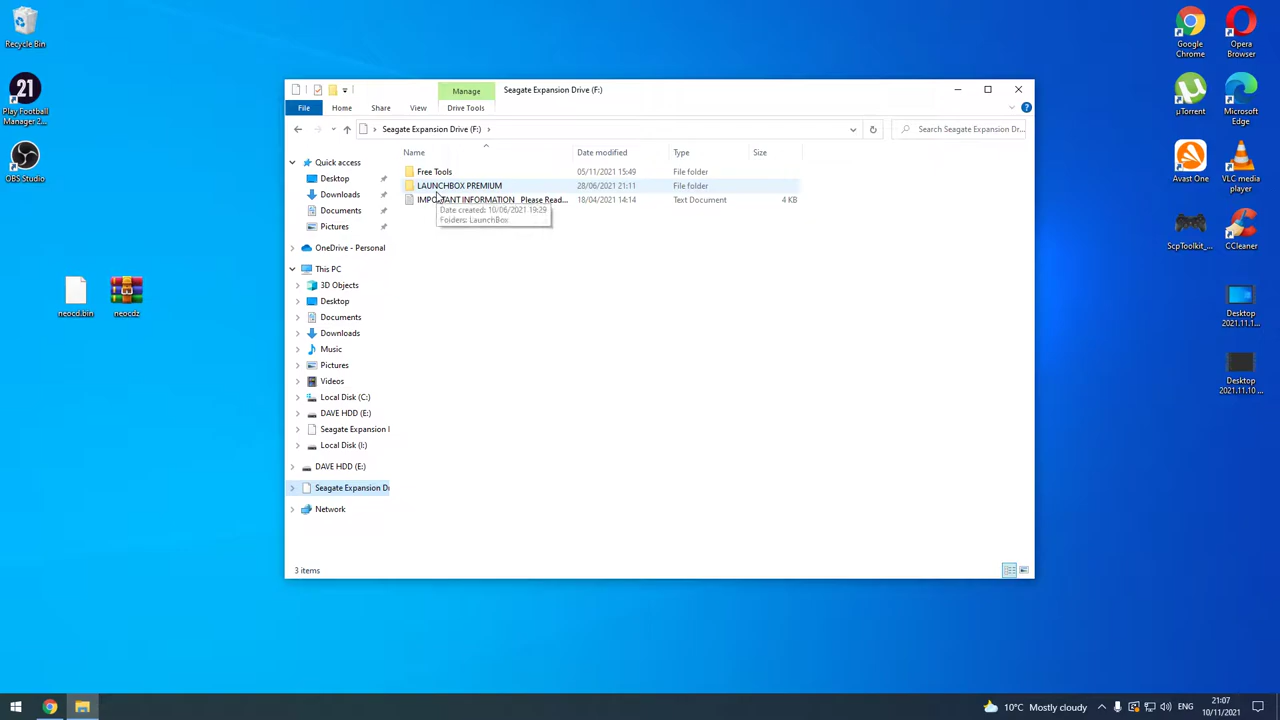 Recycle Bin
Play Football
Manager 2...
OBS Studio
neocd.bin
neocdz
Manage
Seagate Expansion Drive (F:)
File
Home
Share
View
Drive Tools
Seagate Expansion Drive (F:)
Search Seagate Expansion Dr...
Name
Date modified
Type
Size
Free Tools
05/11/2021 15:49
File folder
LAUNCHBOX PREMIUM
28/06/2021 21:11
File folder
IMPORTANT INFORMATION _ Please Read...
18/04/2021 14:14
Text Document
4 KB
Date created: 10/06/2021 19:29
Folders: LaunchBox
Quick access
Desktop
Downloads
Documents
Pictures
OneDrive - Personal
This PC
3D Objects
Desktop
Documents
Downloads
Music
Pictures
Videos
Local Disk (C:)
DAVE HDD (E:)
Seagate Expansion
Local Disk (I:)
DAVE HDD (E:)
Seagate Expansion Dr
Network
3 items
Google
Chrome
Opera
Browser
µTorrent
Microsoft
Edge
Avast One
VLC media
player
ScpToolkit_...
CCleaner
Desktop
2021.11.1...
Desktop
2021.11.10 ...
10°C Mostly cloudy
ENG
21:07
10/11/2021